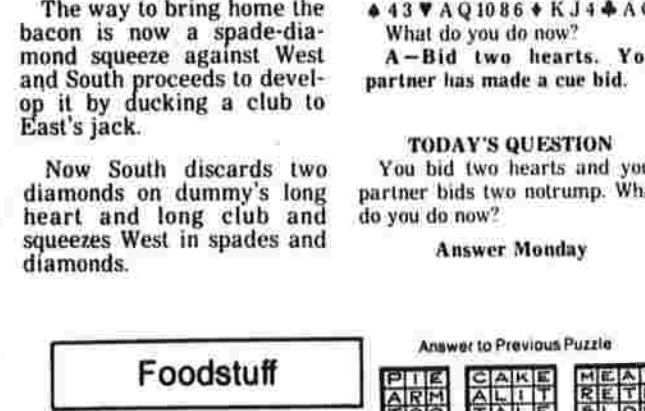 The way to bring home the
bacon is now a spade-dia-
mond squeeze against West
and South proceeds to devel-
op it by ducking a club to
East's jack.
Now South discards two
diamonds on dummy's long
heart and long club and
squeezes West in spades and
diamonds.
♠ 4 3 ♥ A Q 10 8 6 ♦ K J 4 ♣ A
What do you do now?
A—Bid two hearts. Yo
partner has made a cue bid.
TODAY'S QUESTION
You bid two hearts and you
partner bids two notrump. Wha
do you do now?
Answer Monday
Foodstuff
Answer to Previous Puzzle
PIE CAKE MEA
ARM ALIT RET